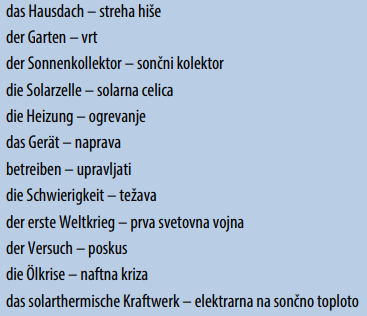 das Hausdach – streha hiše
der Garten – vrt
der Sonnenkollektor – sončni kolektor
die Solarzelle – solarna celica
die Heizung – ogrevanje
das Gerät – naprava
betreiben – upravljati
die Schwierigkeit – težava
der erste Weltkrieg – prva svetovna vojna
der Versuch – poskus
die Ölkrise – naftna kriza
das solarthermische Kraftwerk – elektrarna na sončno toploto